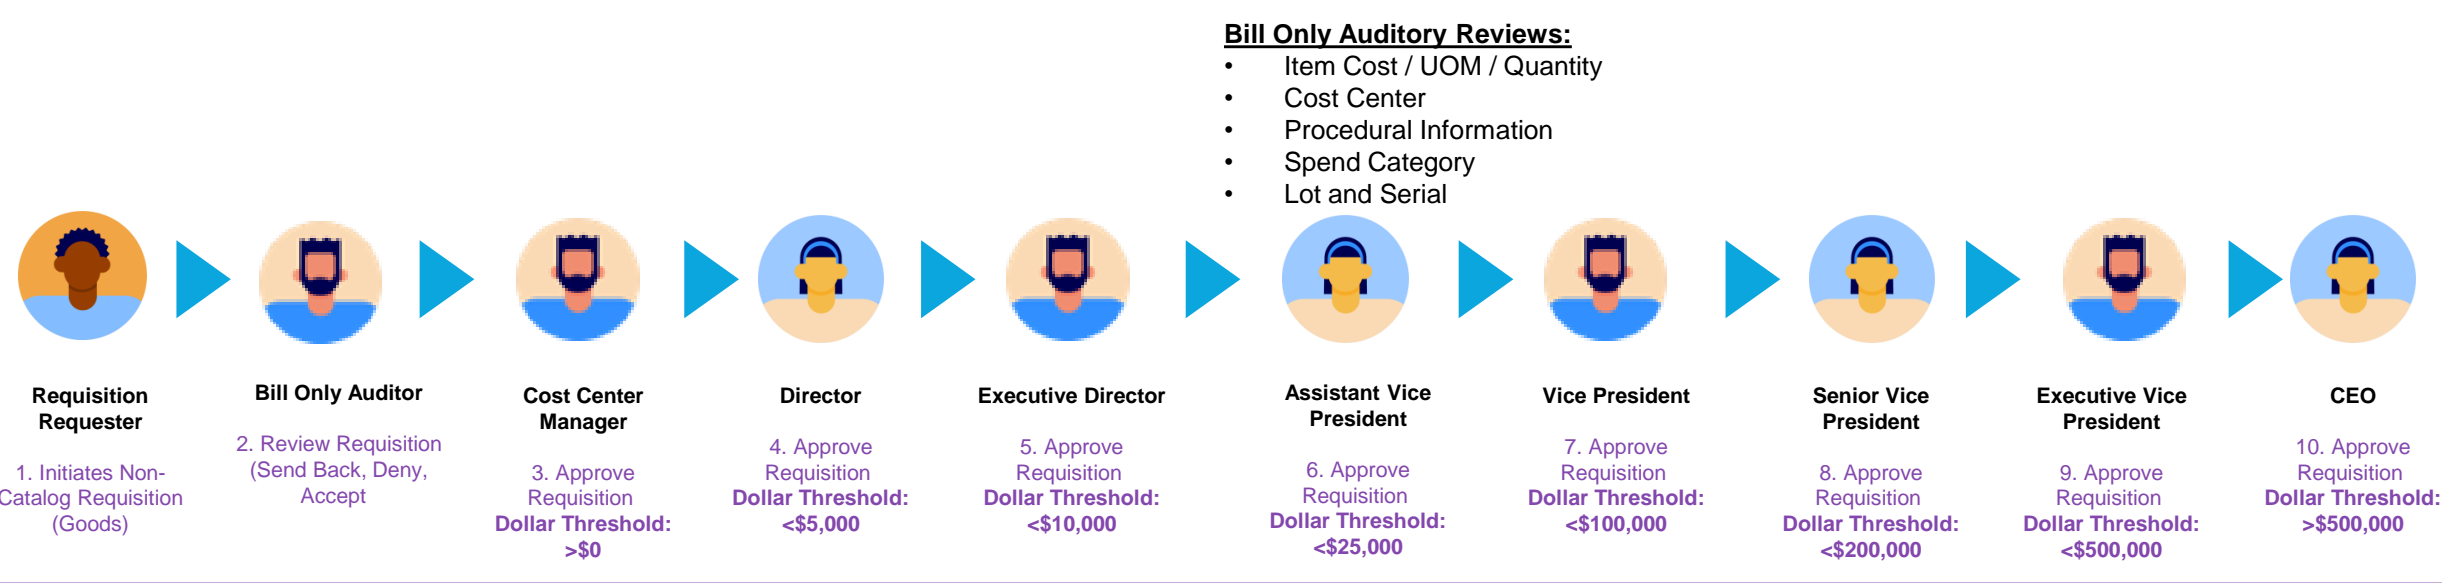 Bill Only Auditory Reviews:
• Item Cost / UOM / Quantity
• Cost Center
• Procedural Information
• Spend Category
• Lot and Serial
Requisition
Requester
1. Initiates Non-
Catalog Requisition
(Goods)
Bill Only Auditor
2. Review Requisition
(Send Back, Deny,
Accept
Cost Center
Manager
3. Approve
Requisition
Dollar Threshold:
>$0
Director
4. Approve
Requisition
Dollar Threshold:
<$5,000
Executive Director
5. Approve
Requisition
Dollar Threshold:
<$10,000
Assistant Vice
President
6. Approve
Requisition
Dollar Threshold:
<$25,000
Vice President
7. Approve
Requisition
Dollar Threshold:
<$100,000
Senior Vice
President
8. Approve
Requisition
Dollar Threshold:
<$200,000
Executive Vice
President
9. Approve
Requisition
Dollar Threshold:
<$500,000
CEO
10. Approve
Requisition
Dollar Threshold:
>$500,000